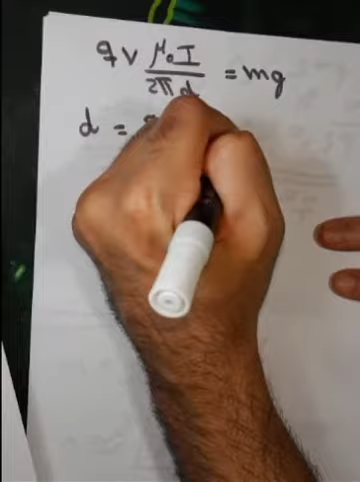 qv μ₀I/2πd = mg
d =